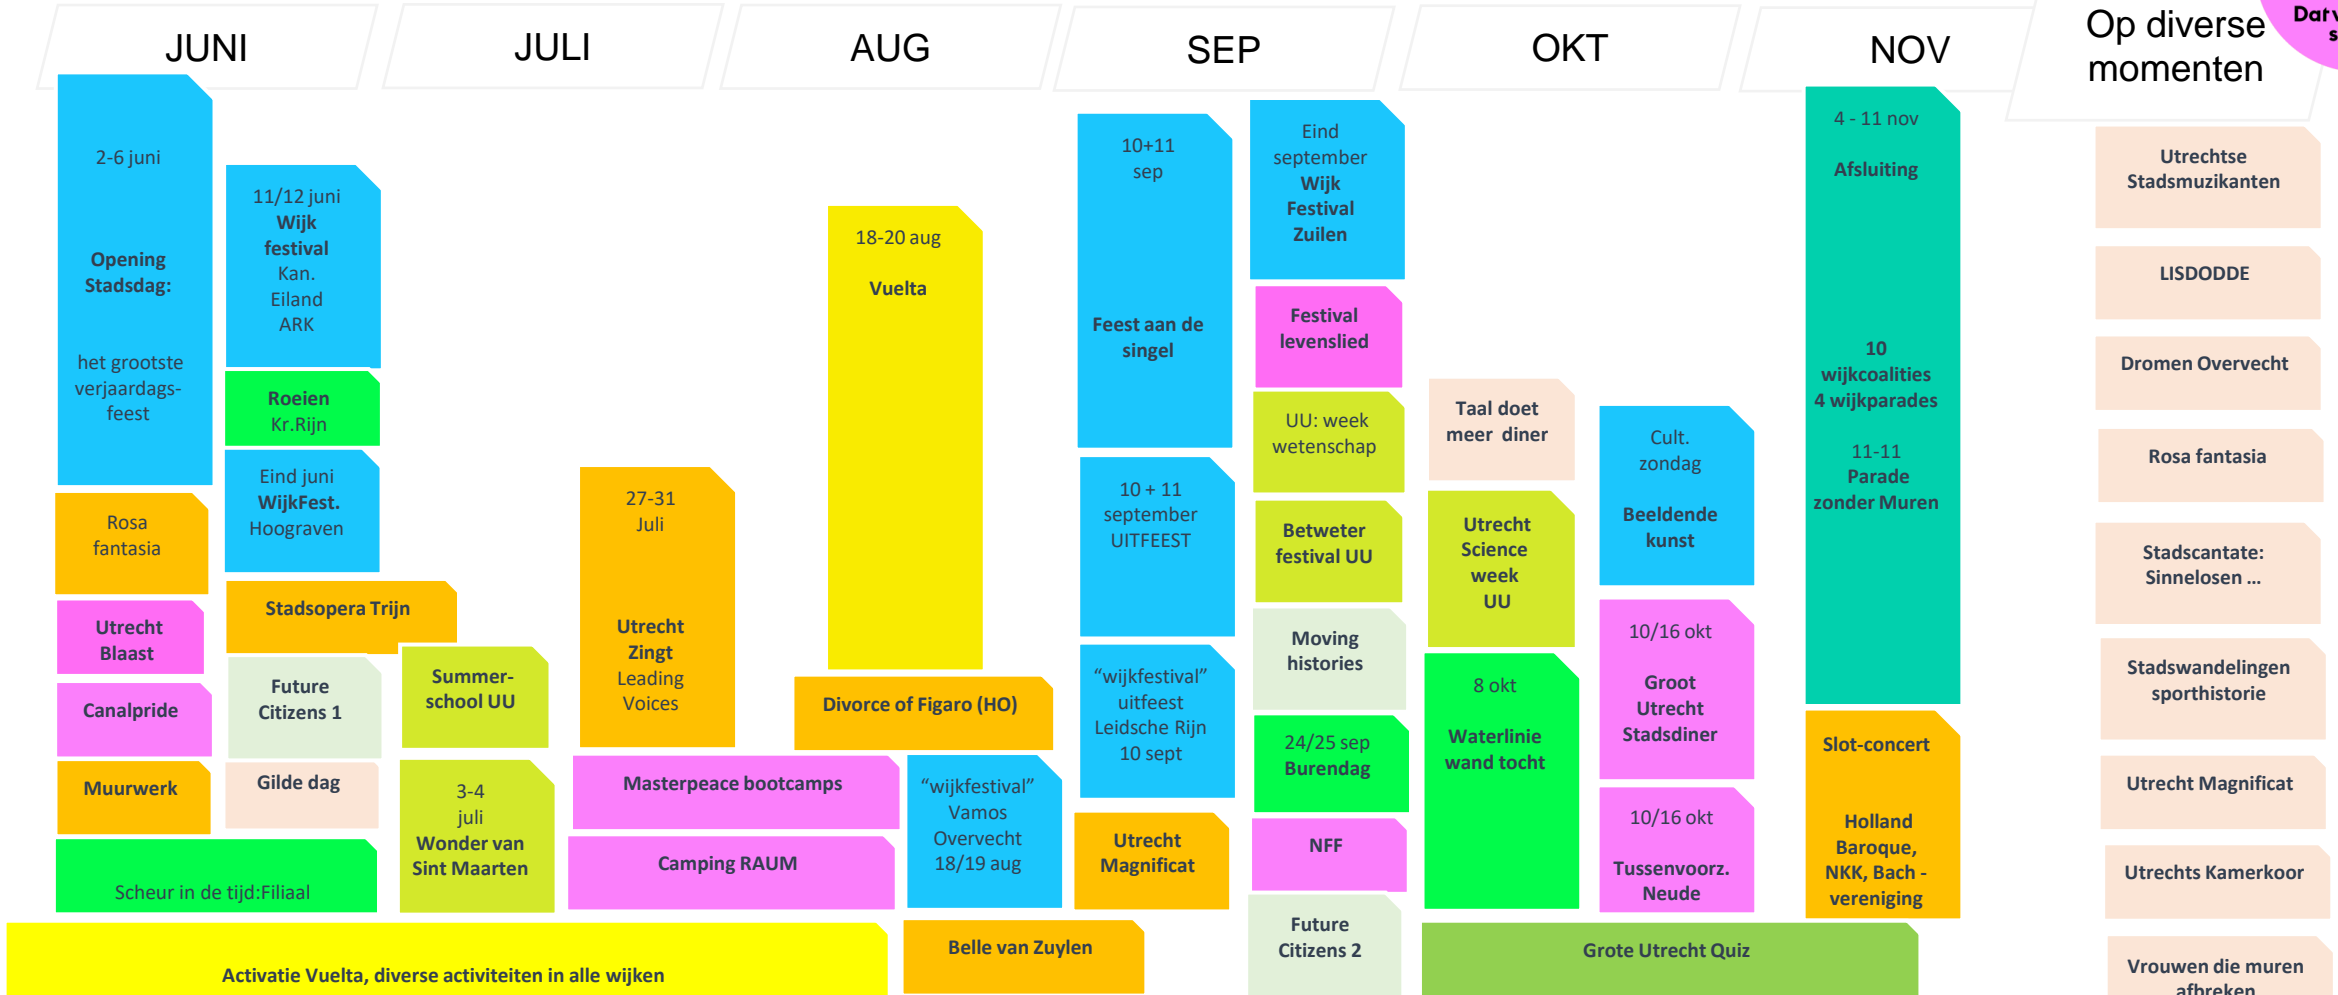 JUNI
JULI
AUG
SEP
OKT
NOV
Op diverse
momenten
2-6 juni
Opening
Stadsdag:
het grootste
verjaardags-
feest
Rosa
fantasia
Utrecht
Blaast
Canalpride
Muurwerk
Scheur in de tijd:Filiaal
11/12 juni
Wijk
festival
Kan.
Eiland
ARK
Roeien
Kr.Rijn
Eind juni
WijkFest.
Hoograven
Stadsopera Trijn
Future
Citizens 1
Gilde dag
Summer-
school UU
3-4
juli
Wonder van
Sint Maarten
27-31
Juli
Utrecht
Zingt
Leading
Voices
Masterpeace bootcamps
Camping RAUM
Activatie Vuelta, diverse activiteiten in alle wijken
18-20 aug
Vuelta
Divorce of Figaro (HO)
“wijkfestival”
Vamos
Overvecht
18/19 aug
Belle van Zuylen
10+11
sep
Feest aan de
singel
10 + 11
september
UITFEEST
“wijkfestival”
uitfeest
Leidsche Rijn
10 sept
Utrecht
Magnificat
Eind
september
Wijk
Festival
Zuilen
Festival
levenslied
UU: week
wetenschap
Betweter
festival UU
Moving
histories
24/25 sep
Burendag
NFF
Future
Citizens 2
Taal doet
meer diner
Utrecht
Science
week
UU
8 okt
Waterlinie
wand tocht
Cult.
zondag
Beeldende
kunst
10/16 okt
Groot
Utrecht
Stadsdiner
10/16 okt
Tussenvoorz.
Neude
Grote Utrecht Quiz
4 - 11 nov
Afsluiting
10
wijkcoalities
4 wijkparades
11-11
Parade
zonder Muren
Slot-concert
Holland
Baroque,
NKK, Bach -
vereniging
Utrechtse
Stadsmuzikanten
LISDODDE
Dromen Overvecht
Rosa fantasia
Stadscantate:
Sinnelosen ...
Stadswandelingen
sporthistorie
Utrecht Magnificat
Utrechts Kamerkoor
Vrouwen die muren
afbreken